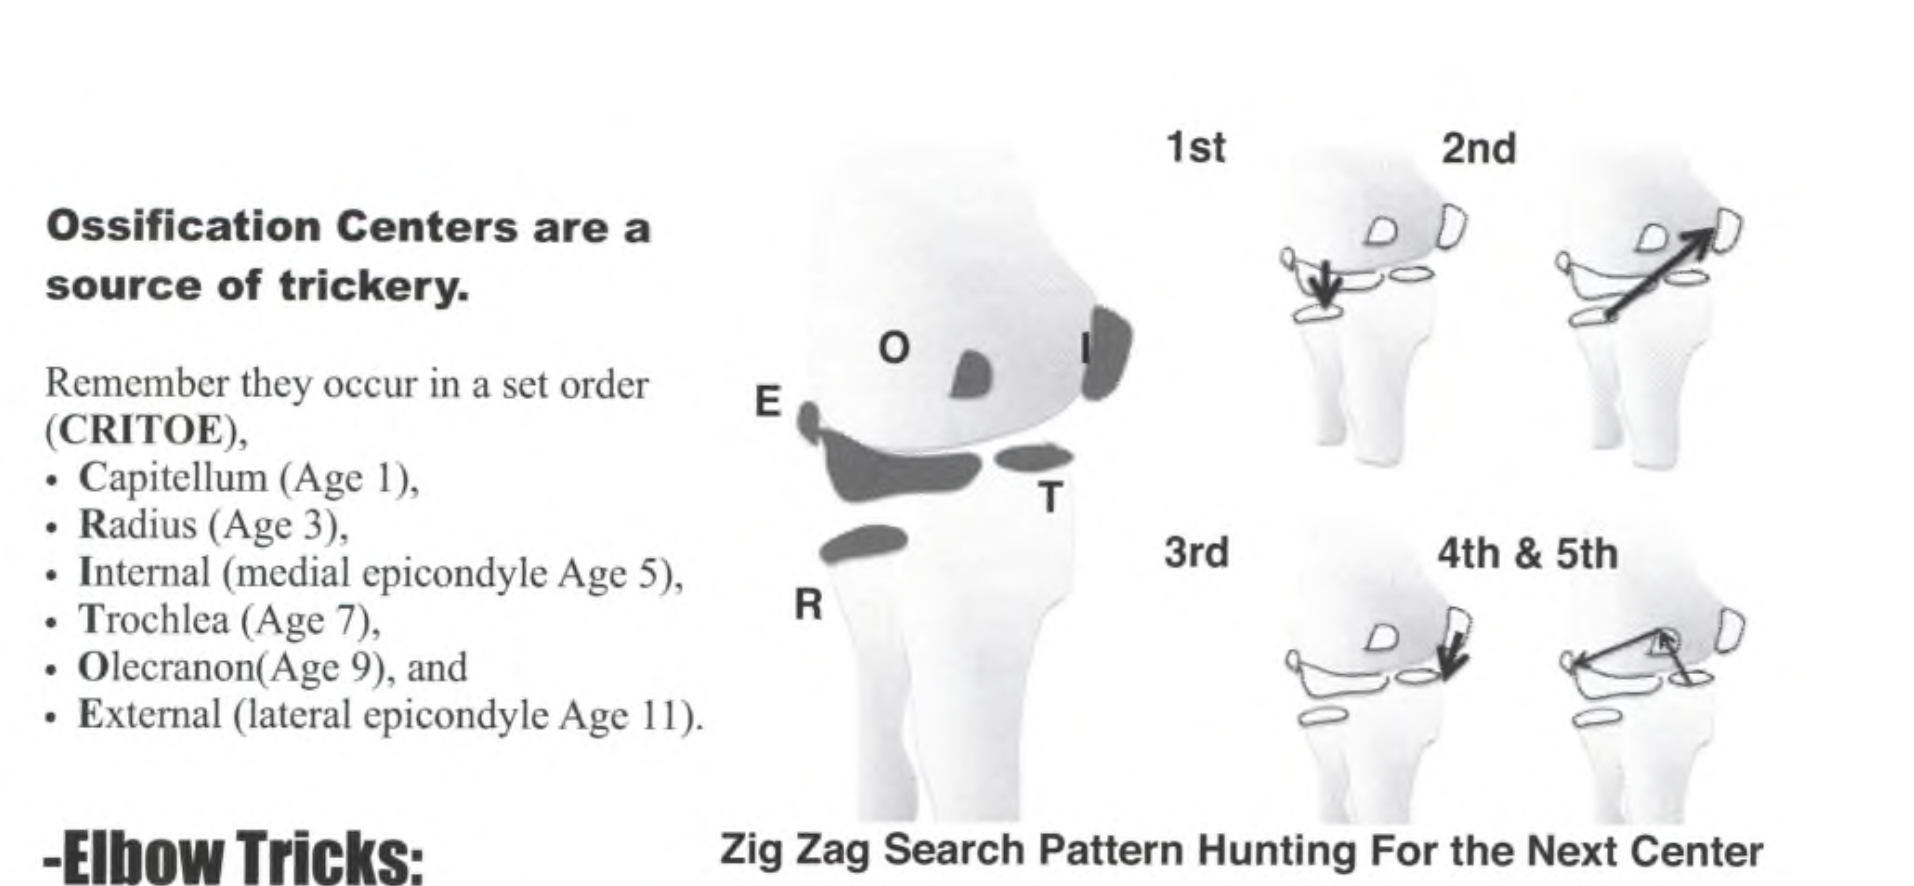 Ossification Centers are a
source of trickery.
Remember they occur in a set order
(CRITOE),
• Capitellum (Age 1),
• Radius (Age 3),
• Internal (medial epicondyle Age 5),
• Trochlea (Age 7),
• Olecranon(Age 9), and
• External (lateral epicondyle Age 11).
-Elbow Tricks:
O
I
E
T
R
1st
2nd
3rd
4th & 5th
Zig Zag Search Pattern Hunting For the Next Center